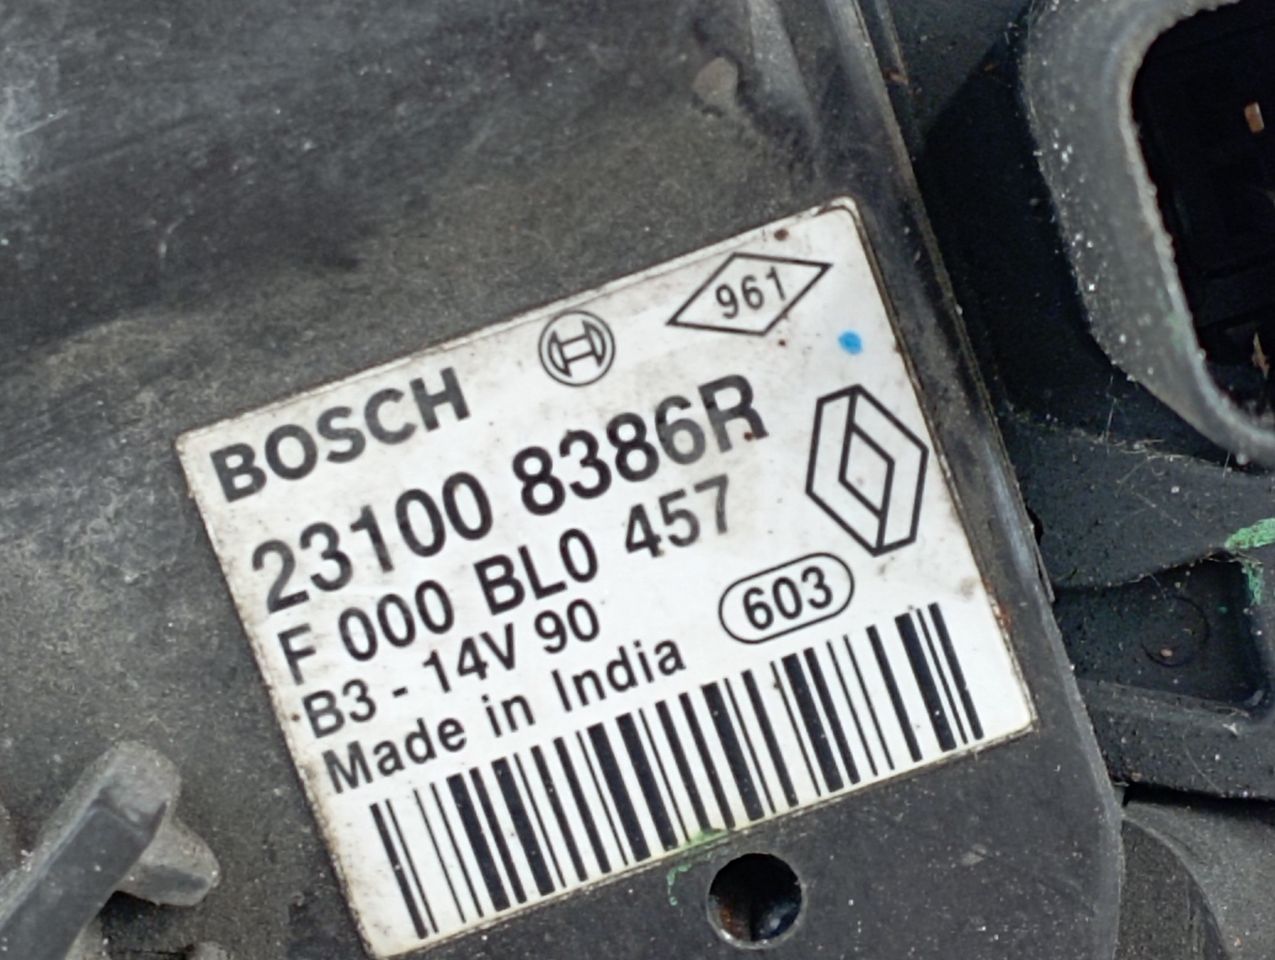 961
BOSCH
23100 8386R
F 000 BL0 457
B3 - 14V 90
603
Made in India